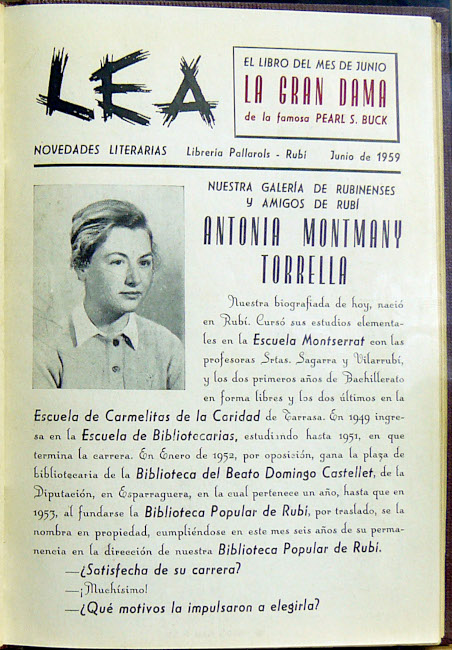 LEA
EL LIBRO DEL MES DE JUNIO
LA GRAN DAMA
de la famosa PEARL S. BUCK
NOVEDADES LITERARIAS Librería Pallarols - Rubí Junio de 1959
NUESTRA GALERÍA DE RUBINENSES
Y AMIGOS DE RUBÍ
ANTONIA MONTMANY
TORRELLA
Nuestra biografiada de hoy, nació
en Rubí. Cursó sus estudios elementa-
les en la Escuela Montserrat con las
profesoras Srtas. Sagarra y Vilarrubí,
y los dos primeros años de Bachillerato
en forma libres y los dos últimos en la
Escuela de Carmelitas de la Caridad de Tarrasa. En 1949 ingre-
sa en la Escuela de Bibliotecarias, estudiando hasta 1951, en que
termina la carrera. En Enero de 1952, por oposición, gana la plaza de
bibliotecaria de la Biblioteca del Beato Domingo Castellet, de la
Diputación, en Esparraguera, en la cual pertenece un año, hasta que en
1953, al fundarse la Biblioteca Popular de Rubí, por traslado, se la
nombra en propiedad, cumpliéndose en este mes seis años de su perma-
nencia en la dirección de nuestra Biblioteca Popular de Rubí.
—¿Satisfecha de su carrera?
—¡Muchísimo!
—¿Qué motivos la impulsaron a elegirla?